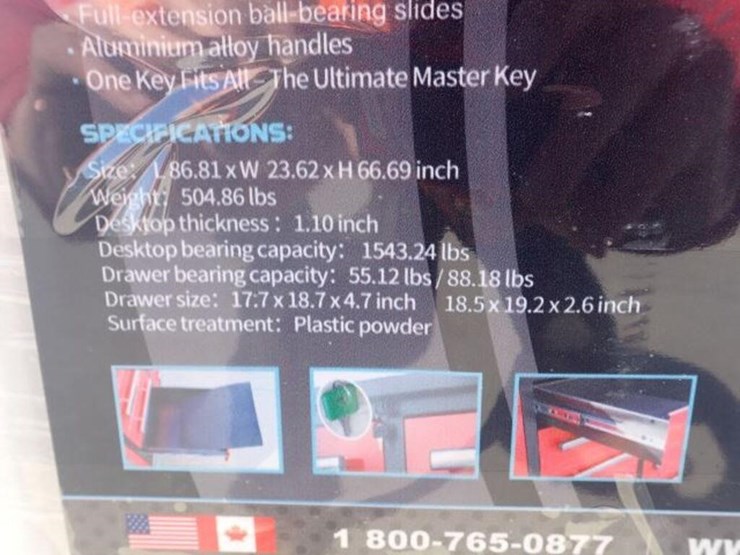 · Full-extension ball-bearing slides
· Aluminium alloy handles
· One Key Fits All – The Ultimate Master Key
SPECIFICATIONS:
Size: L 86.81 x W 23.62 x H 66.69 inch
Weight: 504.86 lbs
Desktop thickness: 1.10 inch
Desktop bearing capacity: 1543.24 lbs
Drawer bearing capacity: 55.12 lbs / 88.18 lbs
Drawer size: 17.7 x 18.7 x 4.7 inch 18.5 x 19.2 x 2.6 inch
Surface treatment: Plastic powder
1 800-765-0877